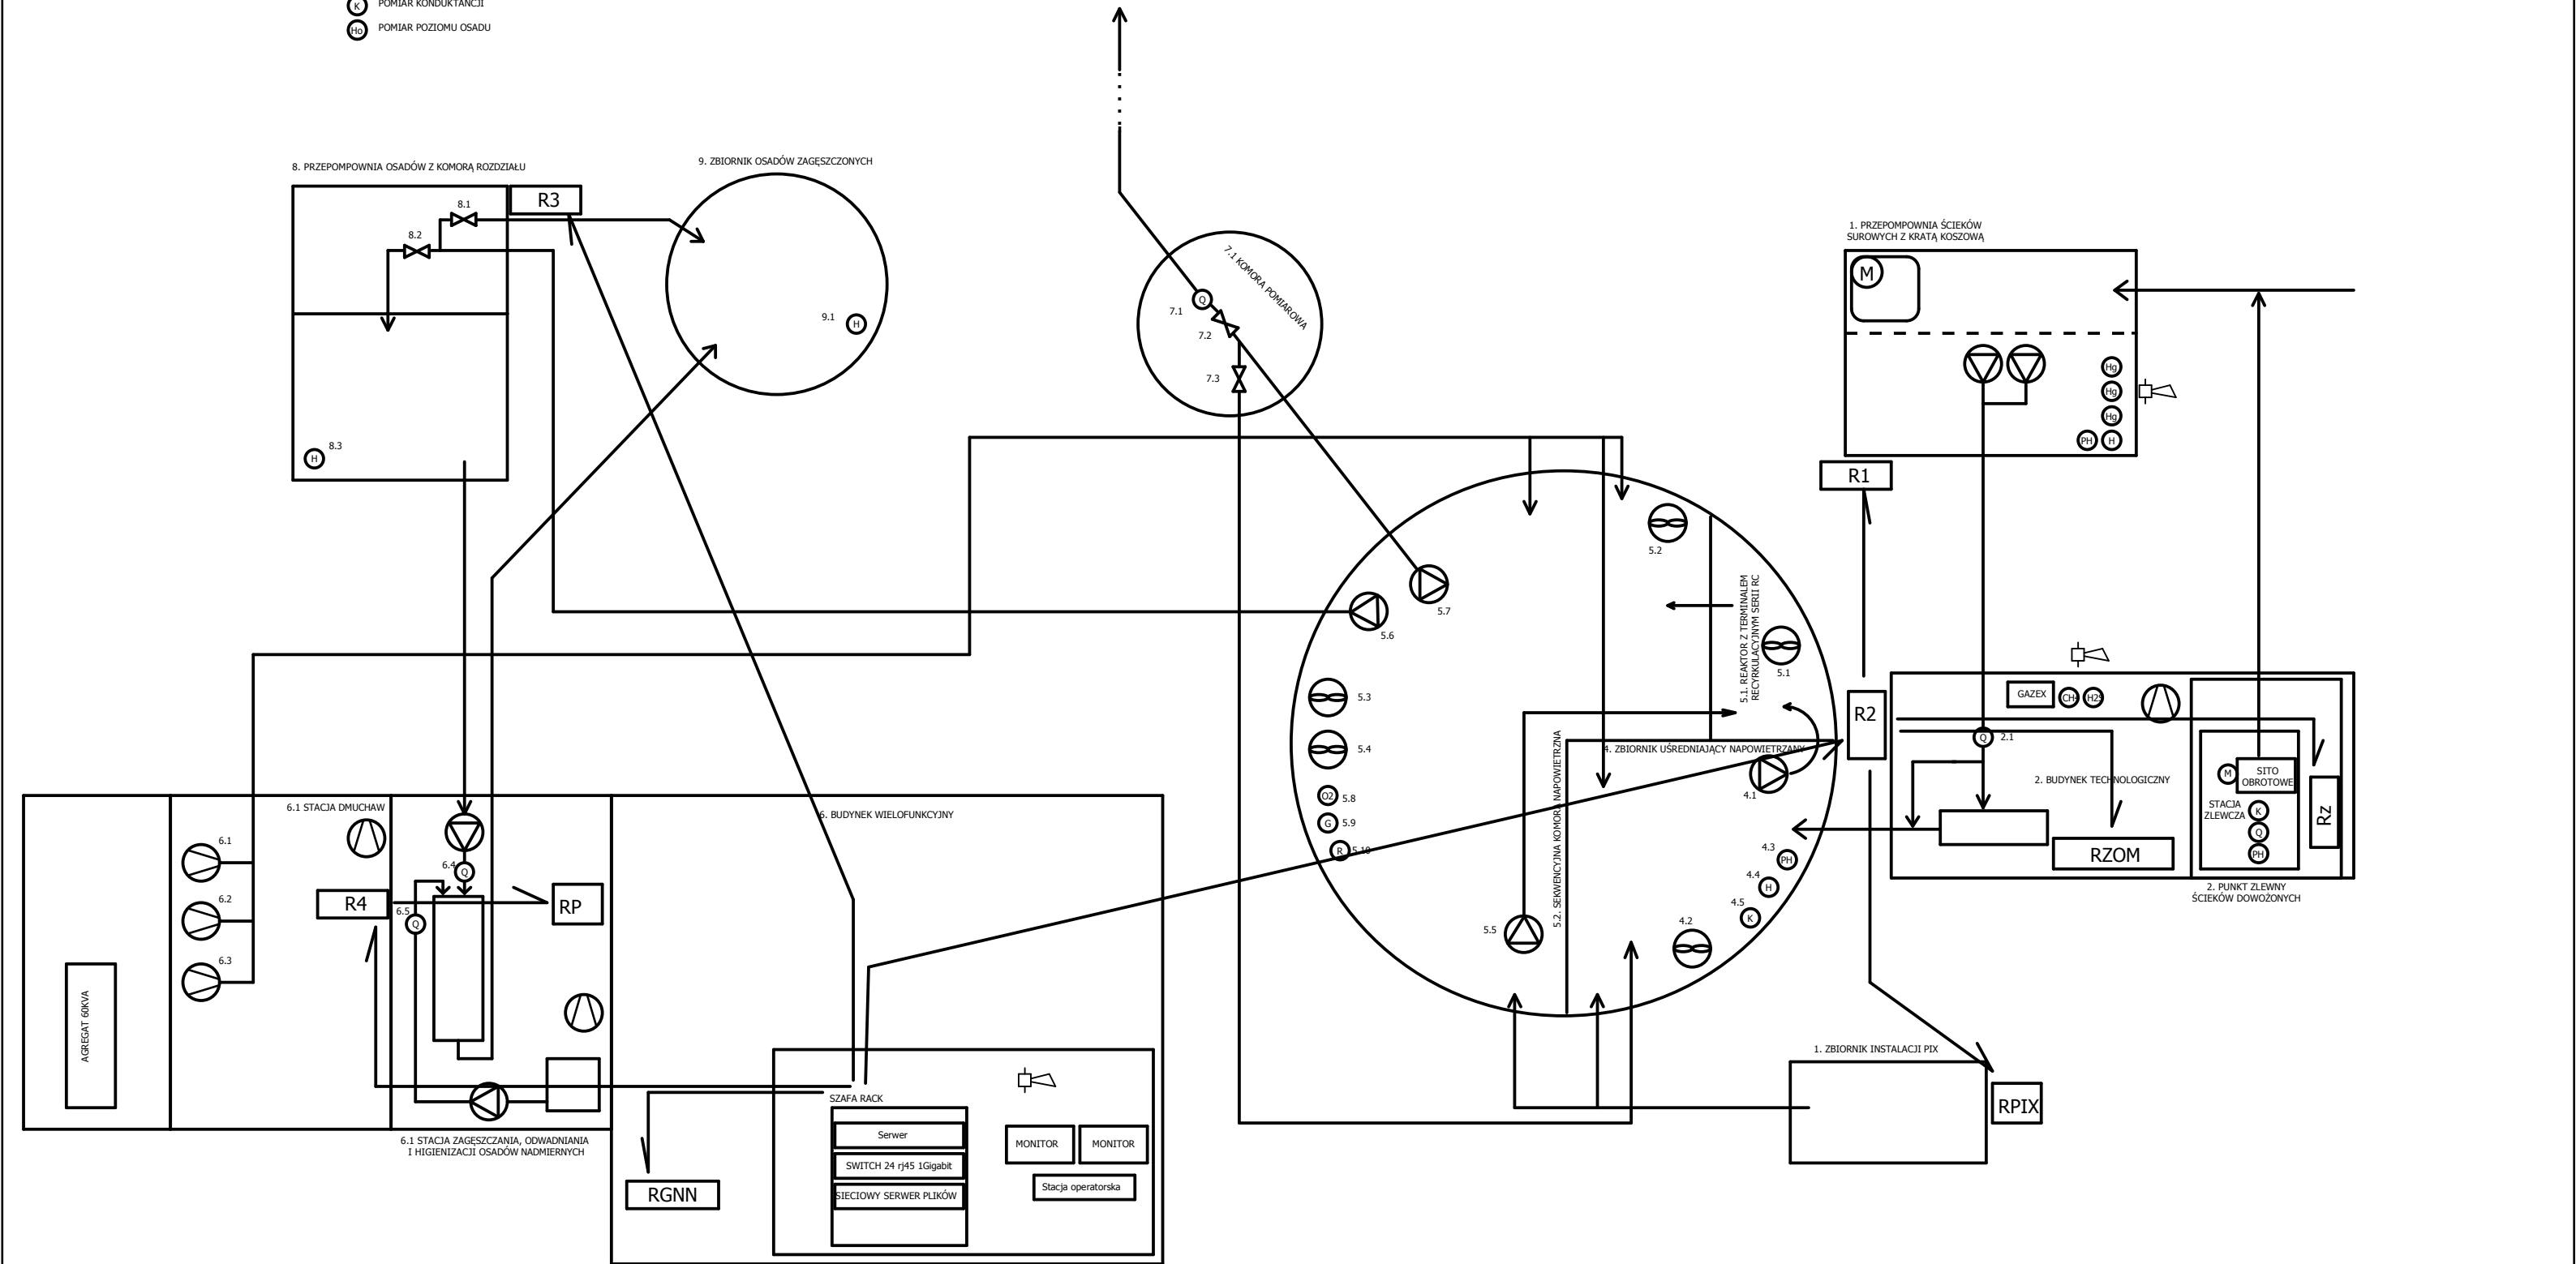 K POMIAR KONDUKTANCJI
Ho POMIAR POZIOMU OSADU
8. PRZEPOMPOWNIA OSADÓW Z KOMORĄ ROZDZIAŁU
R3
8.1
8.2
8.3
H
9. ZBIORNIK OSADÓW ZAGĘSZCZONYCH
9.1
H
7.1 KOMORA POMIAROWA
Q
7.1
7.2
7.3
1. PRZEPOMPOWNIA ŚCIEKÓW
SUROWYCH Z KRATĄ KOSZOWĄ
M
Hg
Hg
Hg
PH
H
R1
5.2
5.7
5.6
5.1. REAKTOR Z TERMINALEM
RECYRKULACYJNYM SERII RC
5.1
5.3
5.4
O2 5.8
G 5.9
R 5.10
5.2. SEKWENCYJNA KOMORA NAPOWIETRZNA
4. ZBIORNIK UŚREDNIAJĄCY NAPOWIETRZANY
4.1
4.3
PH
4.4
H
4.5
K
4.2
5.5
R2
GAZEX
CH4
H2S
Q 2.1
2. BUDYNEK TECHNOLOGICZNY
RZOM
M
SITO
OBROTOWE
STACJA
ZLEWCZA
K
Q
PH
Rz
2. PUNKT ZLEWNY
ŚCIEKÓW DOWOŻONYCH
1. ZBIORNIK INSTALACJI PIX
RPIX
6.1 STACJA DMUCHAW
6. BUDYNEK WIELOFUNKCYJNY
6.1
6.2
6.3
6.4
Q
6.5
Q
R4
RP
AGREGAT 60KVA
6.1 STACJA ZAGĘSZCZANIA, ODWADNIANIA
I HIGIENIZACJI OSADÓW NADMIERNYCH
RGNN
SZAFA RACK
Serwer
SWITCH 24 rj45 1Gigabit
SIECIOWY SERWER PLIKÓW
MONITOR
MONITOR
Stacja operatorska